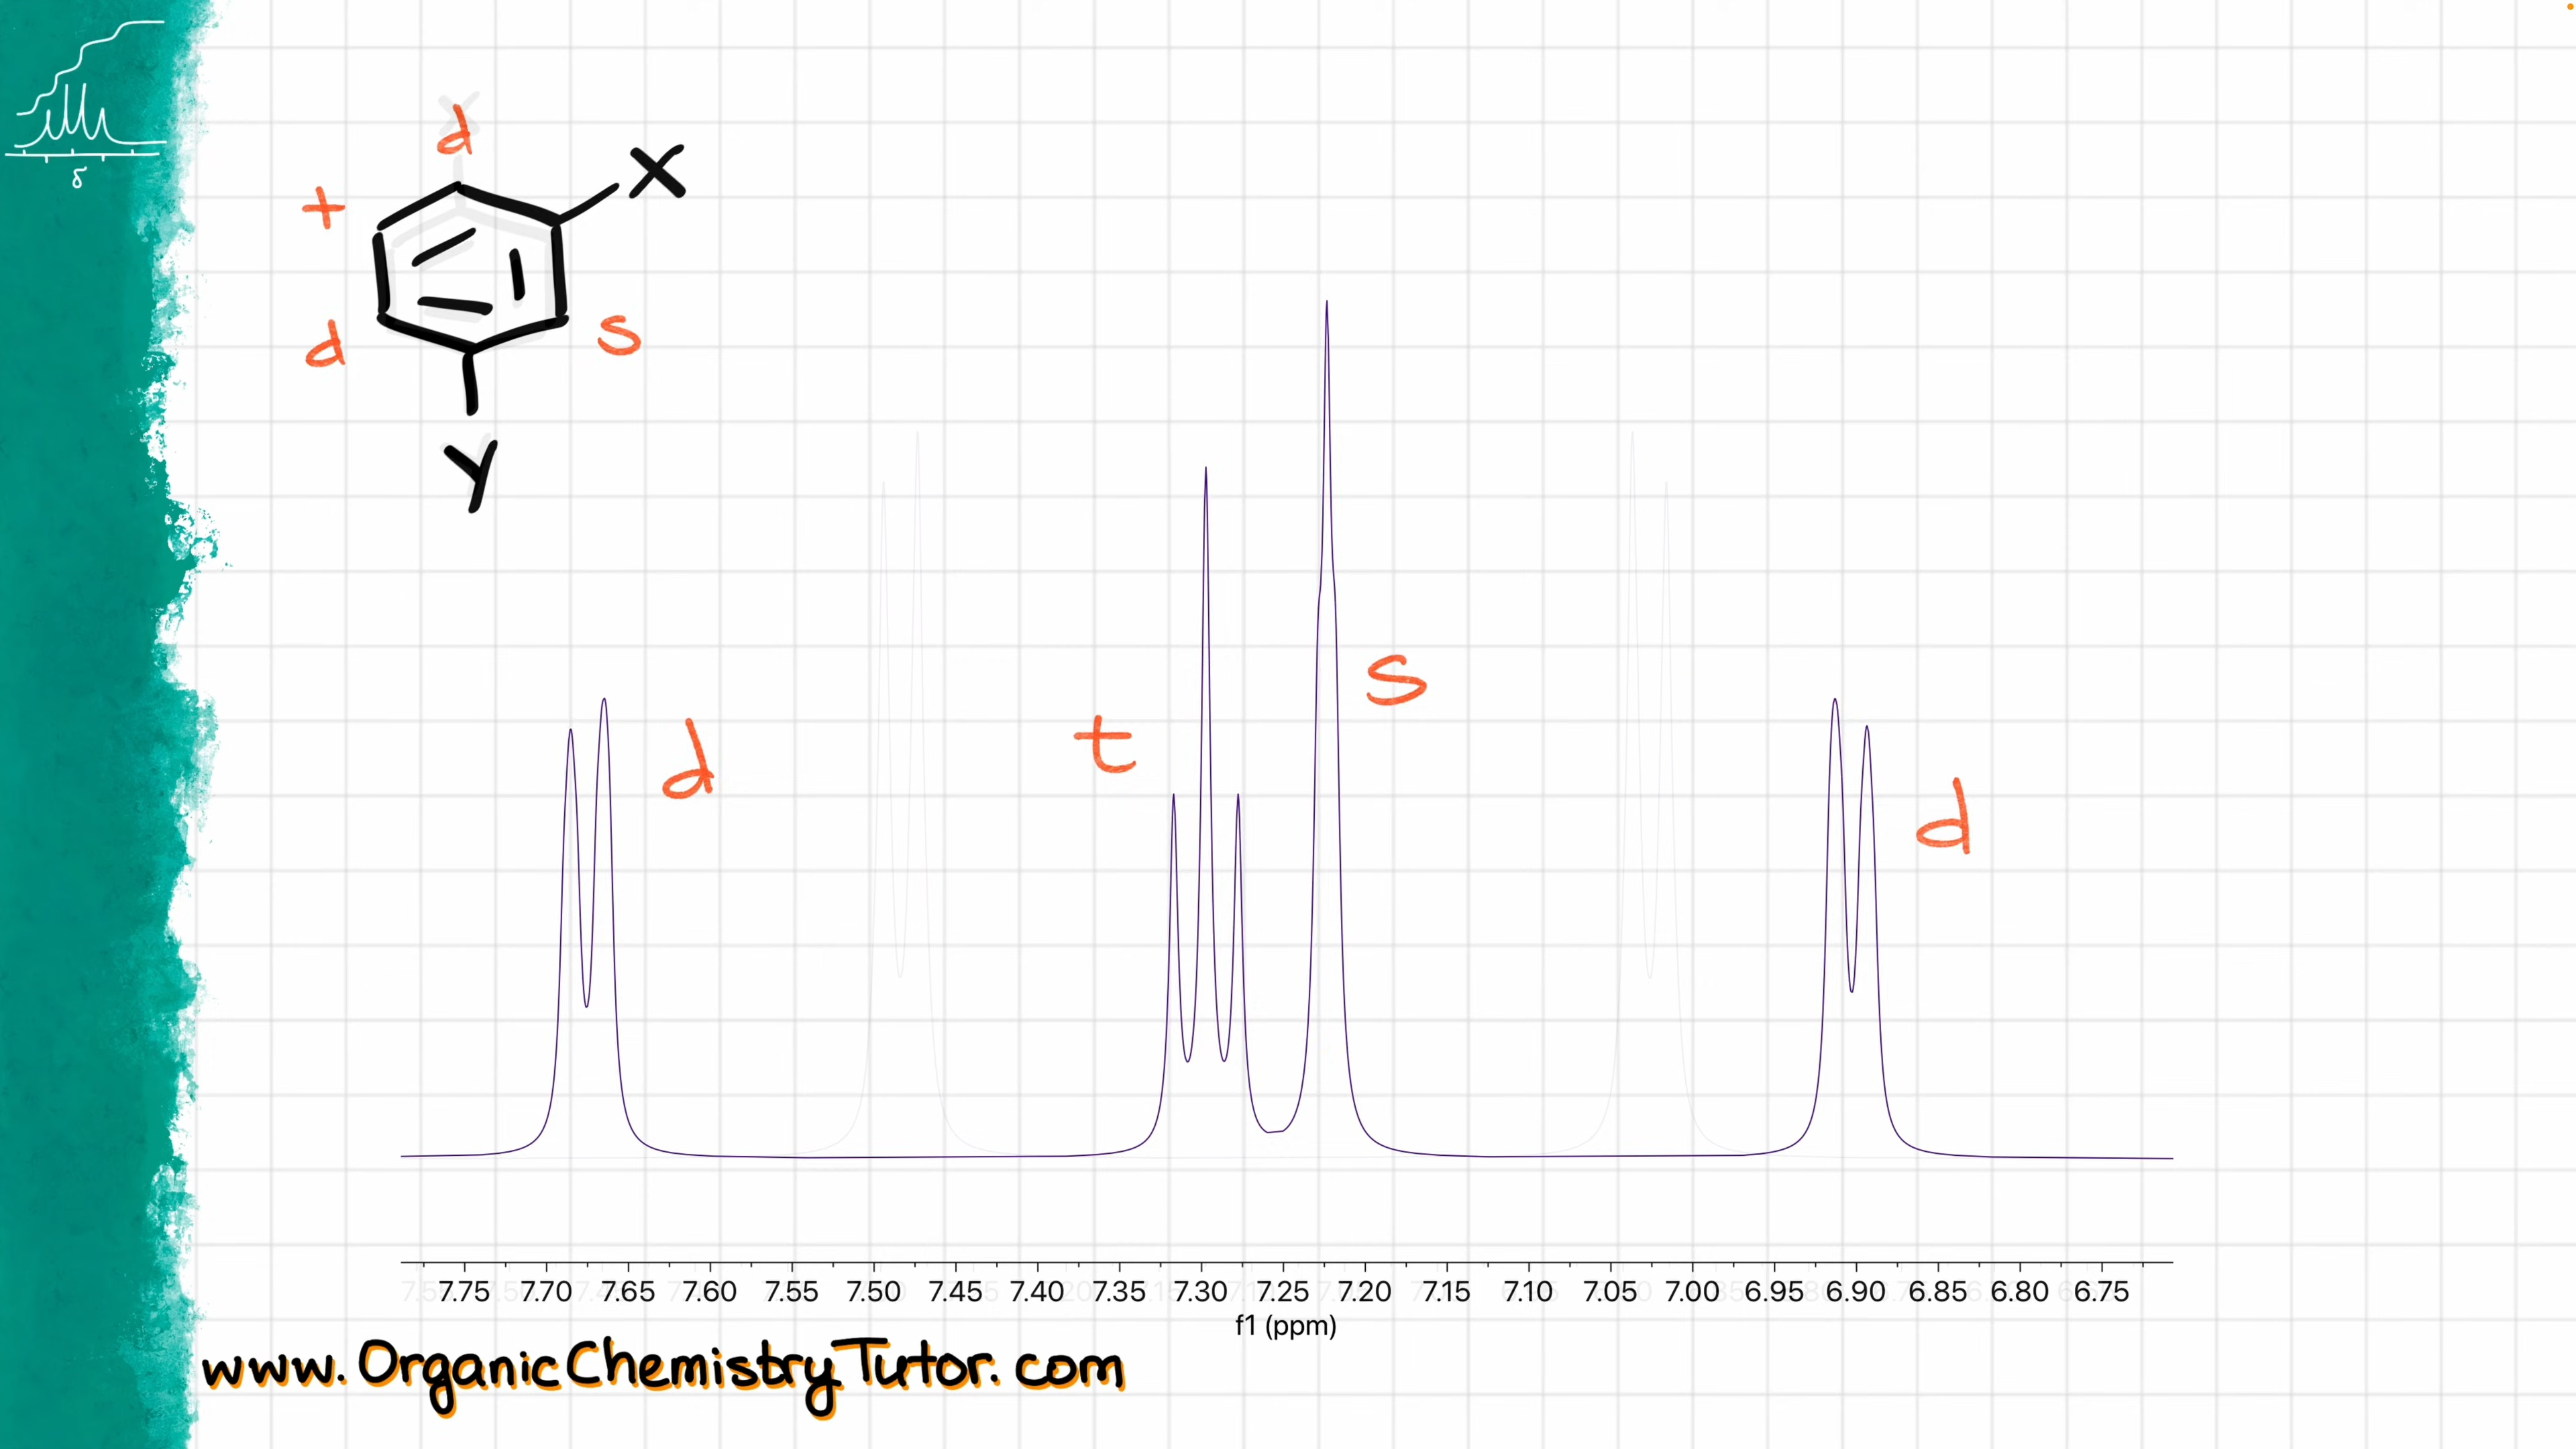 δ
d
X
t
d
s
Y
d
t
s
d
7.75 7.70 7.65 7.60 7.55 7.50 7.45 7.40 7.35 7.30 7.25 7.20 7.15 7.10 7.05 7.00 6.95 6.90 6.85 6.80 6.75
f1 (ppm)
www.OrganicChemistryTutor.com